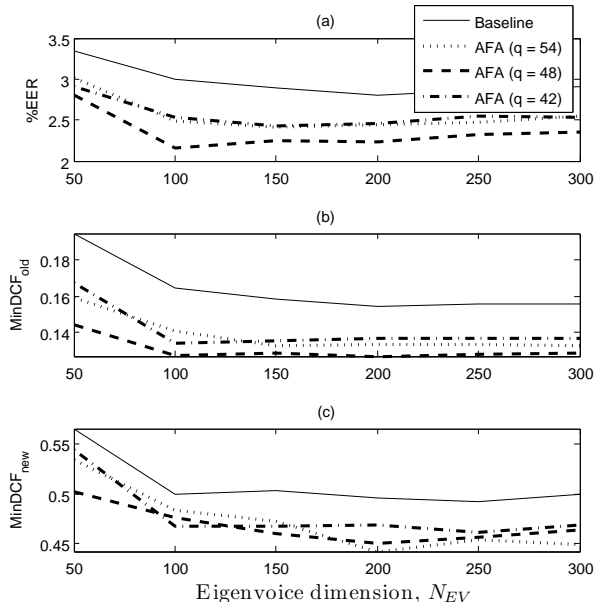 (a)
Baseline
AFA (q = 54)
AFA (q = 48)
AFA (q = 42)
%EER
3.5
3
2.5
2
50 100 150 200 250 300
(b)
MinDCF_old
0.18
0.16
0.14
50 100 150 200 250 300
(c)
MinDCF_new
0.55
0.5
0.45
50 100 150 200 250 300
Eigenvoice dimension, N_EV